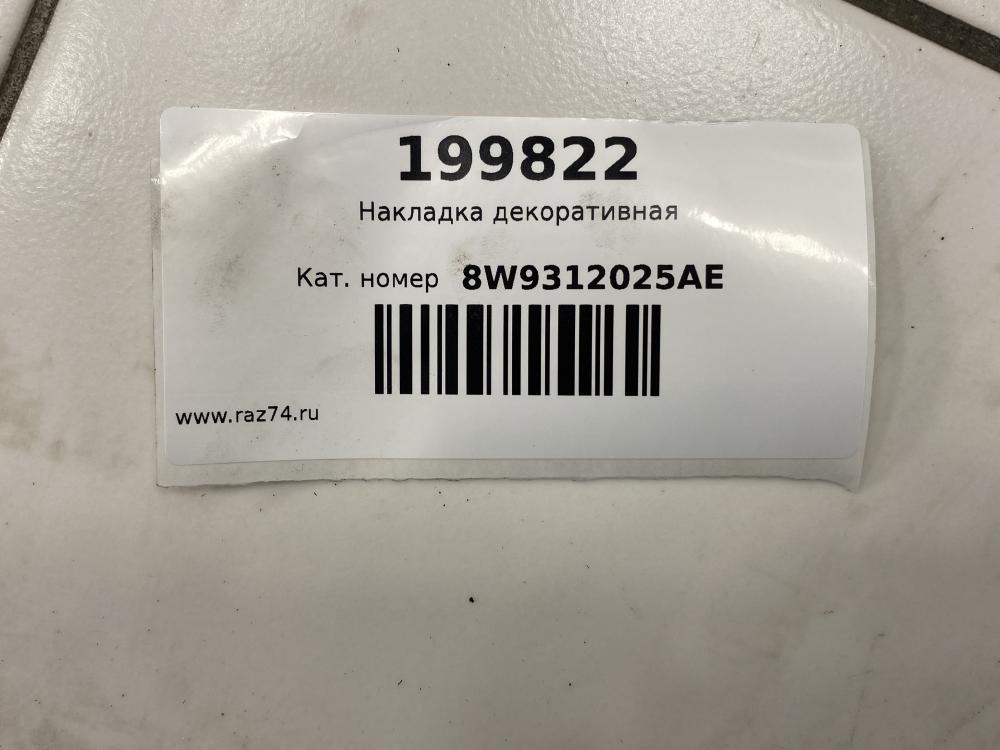 199822
Накладка декоративная
Кат. номер 8W9312025AE
www.raz74.ru